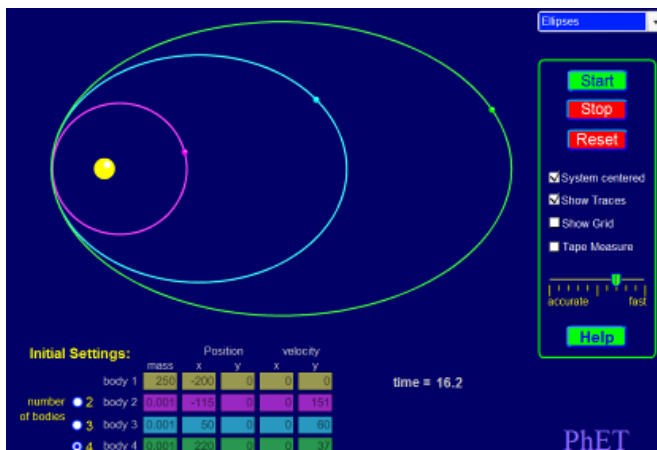 Ellipses
Start
Stop
Reset
System centered
Show Traces
Show Grid
Tape Measure
accurate fast
Help
Initial Settings:
Position velocity
mass x y x y
body 1 250 -200 0 0 0
number of bodies
2 body 2 0.001 -115 0 0 151
3 body 3 0.001 50 0 0 60
4 body 4 0.001 220 0 0 37
time = 16.2
PhET